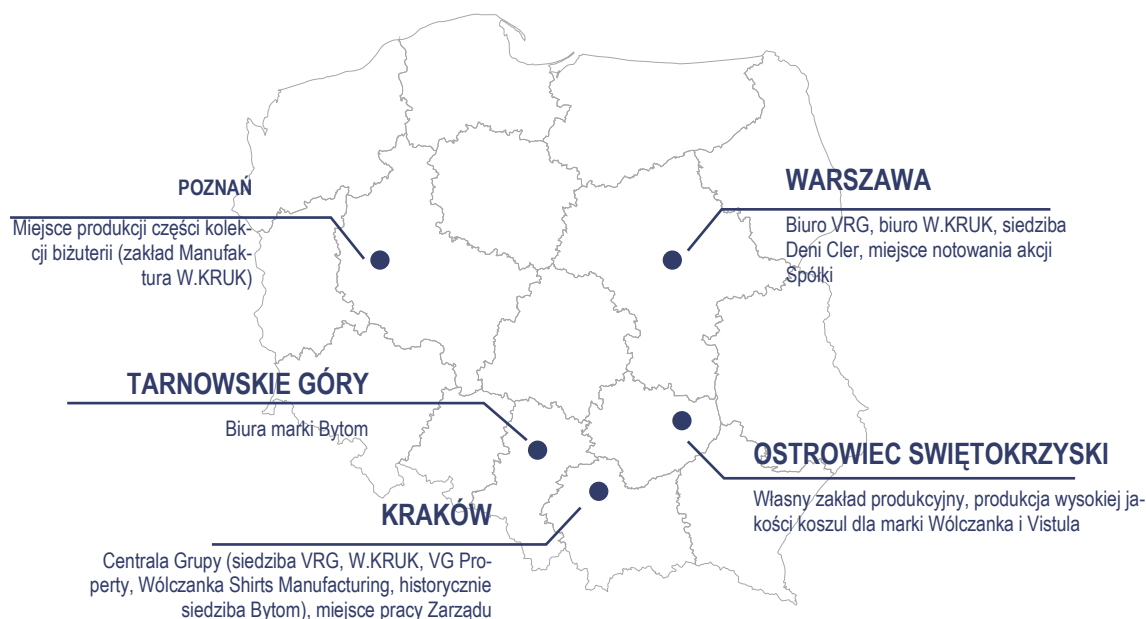 POZNAŃ
Miejsce produkcji części kolek-
cji biżuterii (zakład Manufak-
tura W.KRUK)
WARSZAWA
Biuro VRG, biuro W.KRUK, siedziba
Deni Cler, miejsce notowania akcji
Spółki
TARNOWSKIE GÓRY
Biura marki Bytom
OSTROWIEC SWIĘTOKRZYSKI
Własny zakład produkcyjny, produkcja wysokiej ja-
kości koszul dla marki Wólczanka i Vistula
KRAKÓW
Centrala Grupy (siedziba VRG, W.KRUK, VG Pro-
perty, Wólczanka Shirts Manufacturing, historycznie
siedziba Bytom), miejsce pracy Zarządu